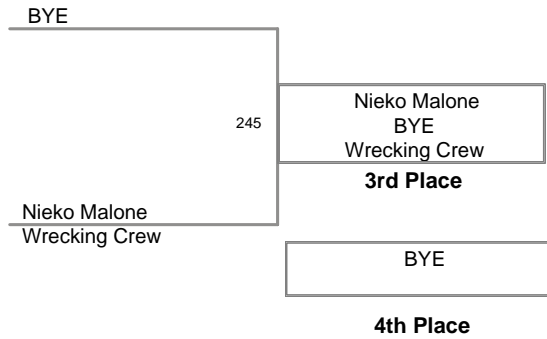 BYE
245
Nieko Malone
BYE
Wrecking Crew
3rd Place
Nieko Malone
Wrecking Crew
BYE
4th Place